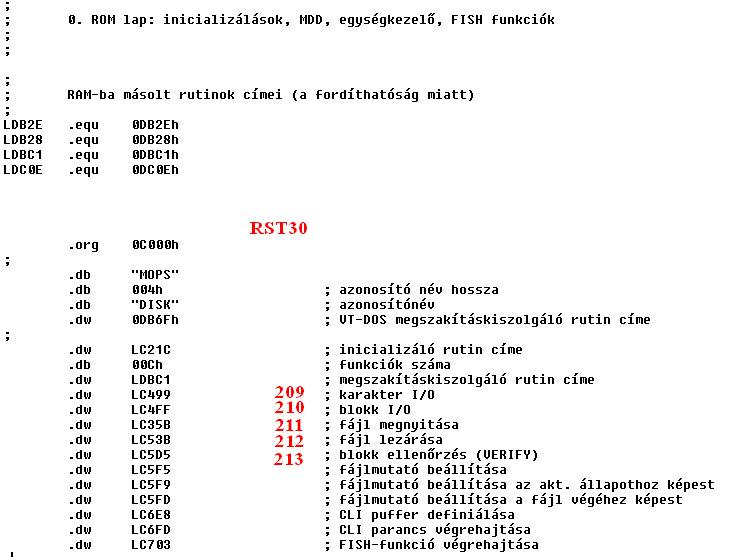 ;
; 0. ROM lap: inicializálások, MDD, egységkezelő, FISH funkciók
;
;
;
;
; RAM-ba másolt rutinok címei (a fordíthatóság miatt)
;
LDB2E .equ 0DB2Eh
LDB28 .equ 0DB28h
LDBC1 .equ 0DBC1h
LDC0E .equ 0DC0Eh
RST30
.org 0C000h
;
.db "MOPS"
.db 004h ; azonosító név hossza
.db "DISK" ; azonosítónév
.dw 0DB6Fh ; VT-DOS megszakításkiszolgáló rutin címe
;
.dw LC21C ; inicializáló rutin címe
.db 00Ch ; funkciók száma
.dw LDBC1 ; megszakításkiszolgáló rutin címe
.dw LC499 209 ; karakter I/O
.dw LC4FF 210 ; blokk I/O
.dw LC35B 211 ; fájl megnyitása
.dw LC53B 212 ; fájl lezárása
.dw LC5D5 213 ; blokk ellenőrzés (VERIFY)
.dw LC5F5 ; fájlmutató beállítása
.dw LC5F9 ; fájlmutató beállítása az akt. állapothoz képest
.dw LC5FD ; fájlmutató beállítása a fájl végéhez képest
.dw LC6E8 ; CLI puffer definiálása
.dw LC6FD ; CLI parancs végrehajtása
.dw LC703 ; FISH-funkció végrehajtása